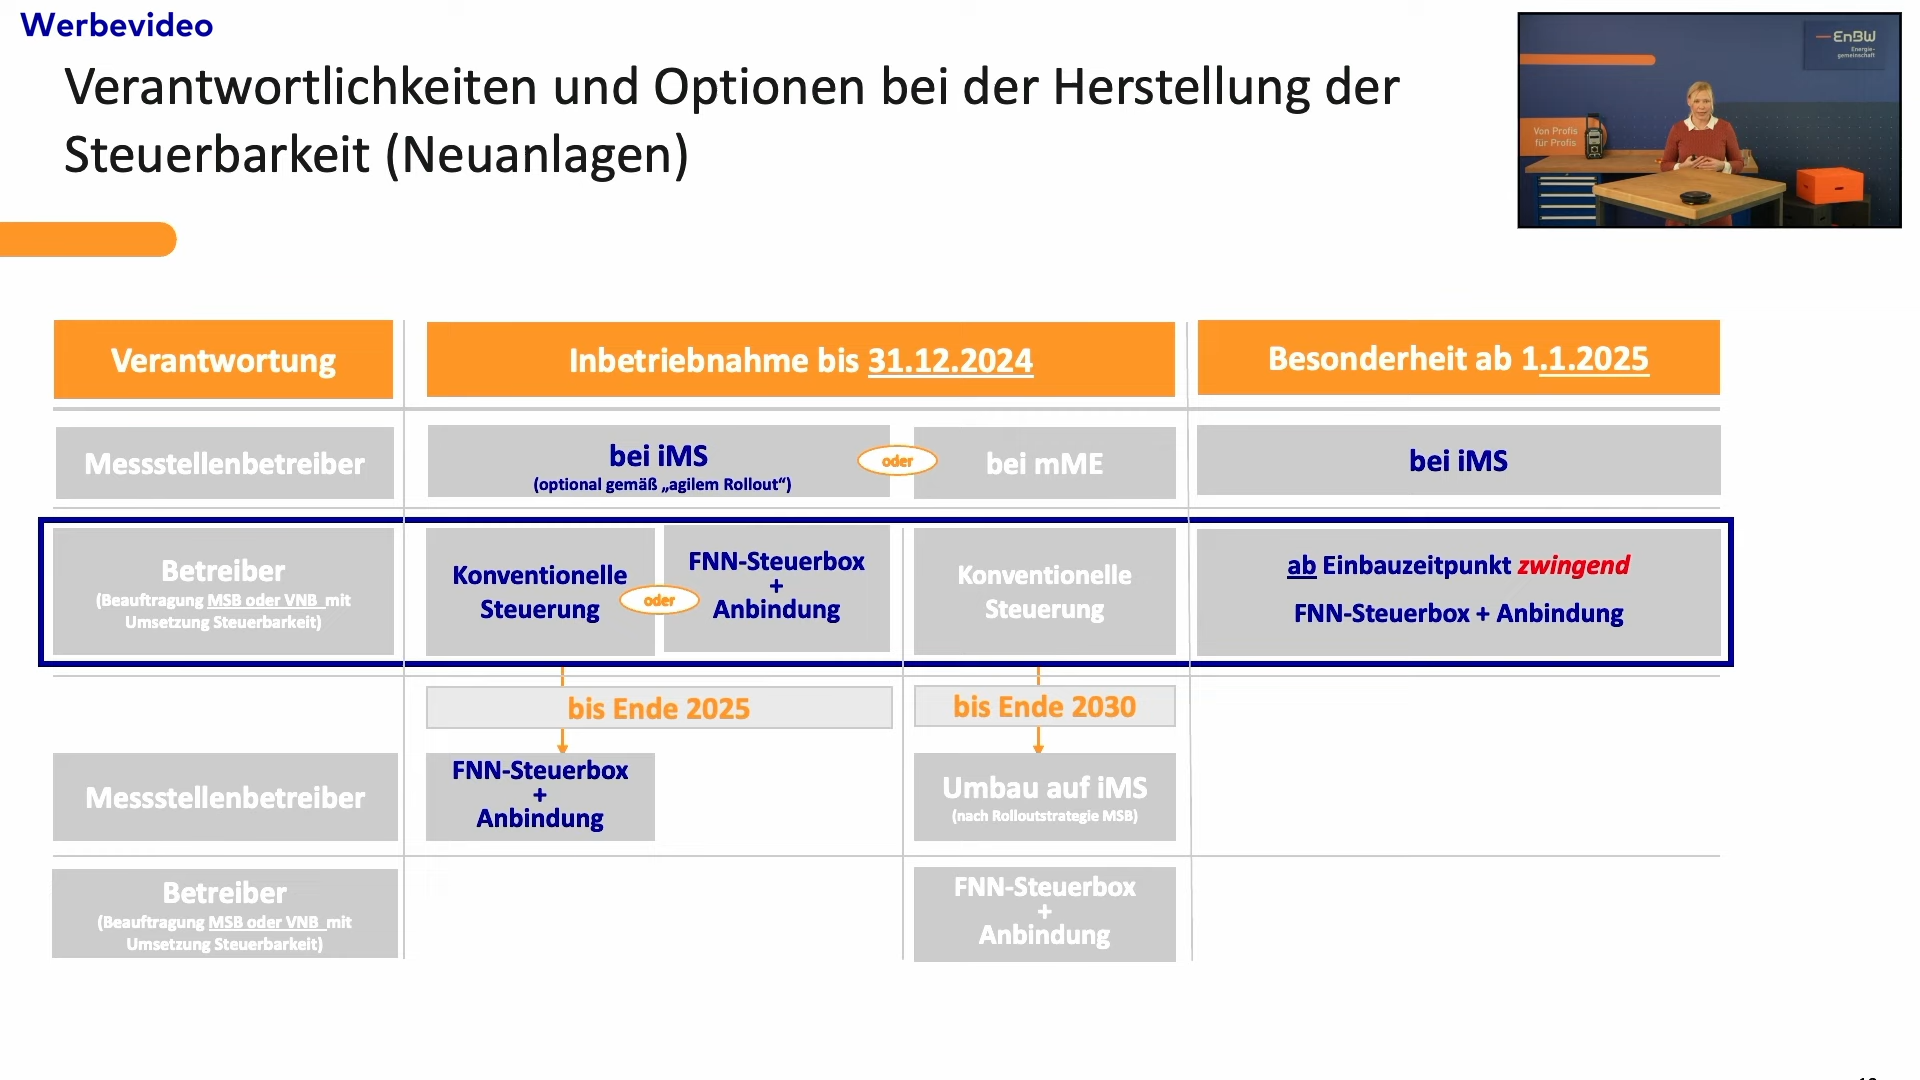 Werbevideo
Verantwortlichkeiten und Optionen bei der Herstellung der
Steuerbarkeit (Neuanlagen)
EnBW
Energie-
gemeinschaft
Von Profis
für Profis
Verantwortung
Inbetriebnahme bis 31.12.2024
Besonderheit ab 1.1.2025
Messstellenbetreiber
bei iMS
(optional gemäß „agilem Rollout“)
oder
bei mME
bei iMS
Betreiber
(Beauftragung MSB oder VNB mit
Umsetzung Steuerbarkeit)
Konventionelle
Steuerung
oder
FNN-Steuerbox
+
Anbindung
Konventionelle
Steuerung
ab Einbauzeitpunkt zwingend
FNN-Steuerbox + Anbindung
bis Ende 2025
bis Ende 2030
Messstellenbetreiber
FNN-Steuerbox
+
Anbindung
Umbau auf iMS
(nach Rolloutstrategie MSB)
Betreiber
(Beauftragung MSB oder VNB mit
Umsetzung Steuerbarkeit)
FNN-Steuerbox
+
Anbindung